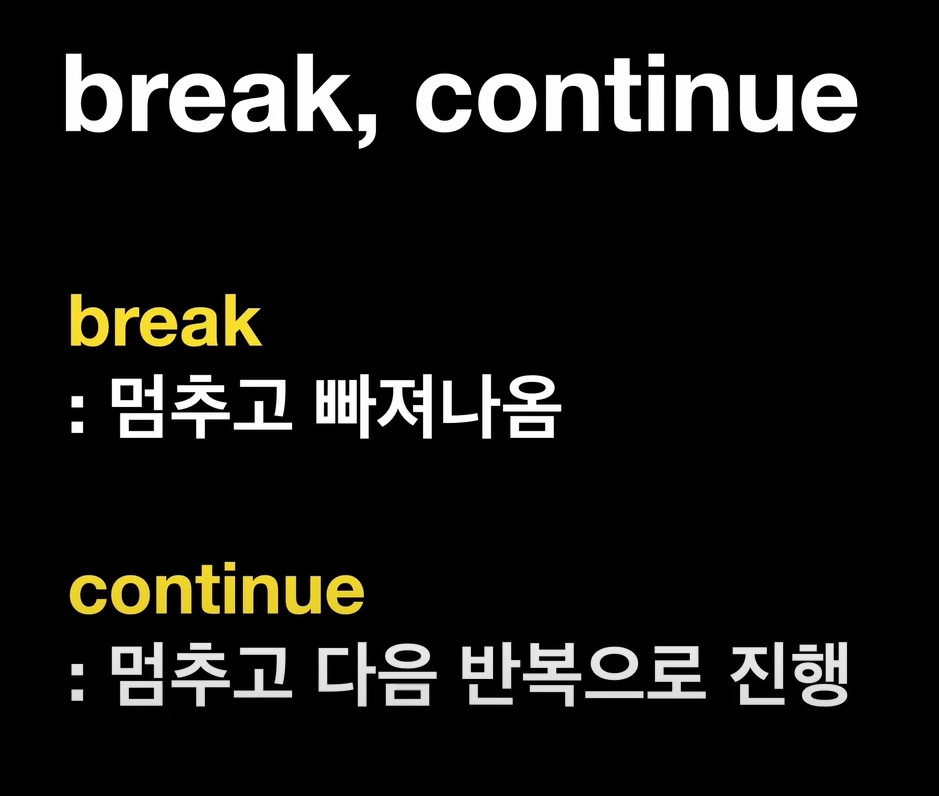 break, continue
break
: 멈추고 빠져나옴
continue
: 멈추고 다음 반복으로 진행